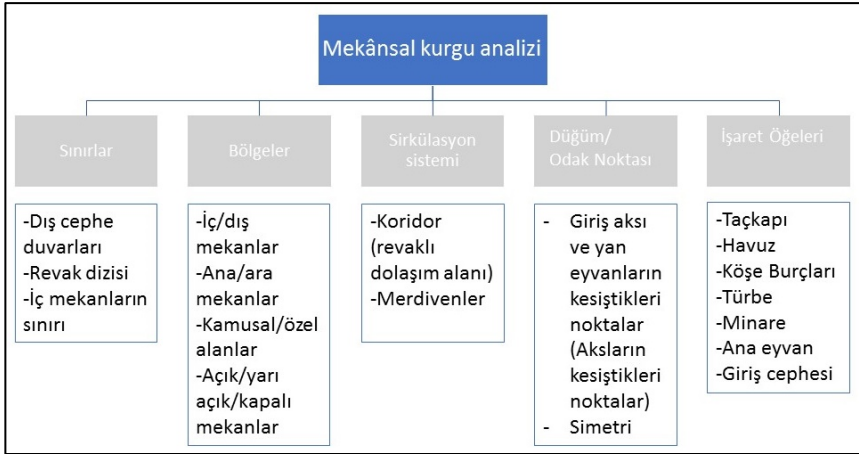 Mekânsal kurgu analizi
Sınırlar
Bölgeler
Sirkülasyon
sistemi
Düğüm/
Odak Noktası
İşaret Öğeleri
-Dış cephe
duvarları
-Revak dizisi
-İç mekanların
sınırı
-İç/dış
mekanlar
-Ana/ara
mekanlar
-Kamusal/özel
alanlar
-Açık/yarı
açık/kapalı
mekanlar
-Koridor
(revaklı
dolaşım alanı)
-Merdivenler
- Giriş aksı
ve yan
eyvanların
kesiştikleri
noktalar
(Aksların
kesiştikleri
noktalar)
- Simetri
-Taçkapı
-Havuz
-Köşe Burçları
-Türbe
-Minare
-Ana eyvan
-Giriş cephesi